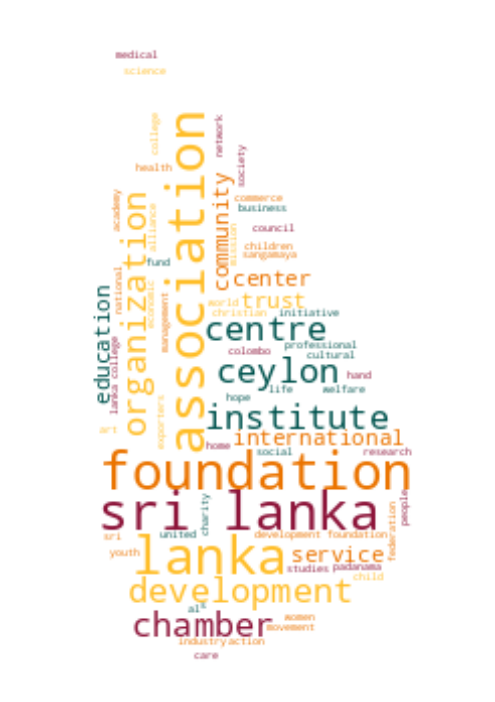 medical
science
college
network
association
society
health
academy
organization
alliance
community
commerce
business
mission
council
children
sangamaya
fund
national
economic
management
center
education
world
trust
christian
initiative
centre
professional
lanka college
colombo
cultural
ceylon
hand
life
welfare
hope
exporters
institute
art
international
home
social
research
foundation
sri lanka
charity
people
federation
sri
united
development foundation
lanka
youth
service
studies
padanama
child
development
al
women
chamber
movement
industry
action
care